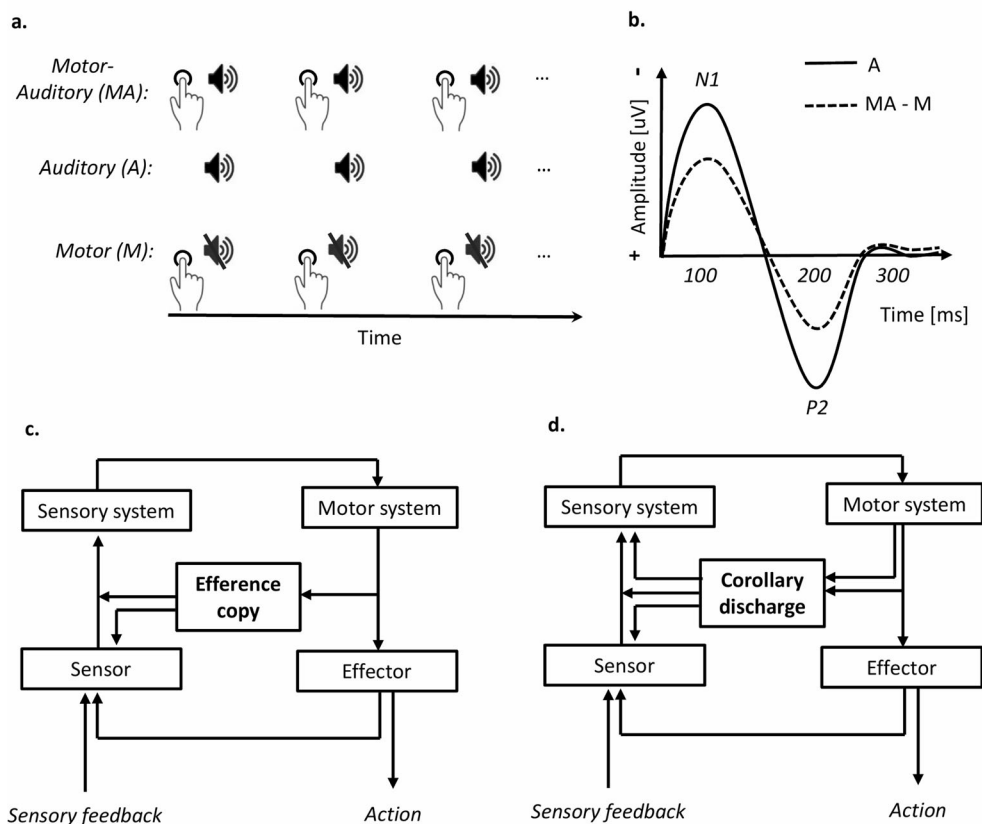 a.
Motor-
Auditory (MA):
...
Auditory (A):
...
Motor (M):
...
Time
b.
-
A
N1
MA - M
Amplitude [uV]
+
100
200
300
Time [ms]
P2
c.
Sensory system
Motor system
Efference
copy
Sensor
Effector
Sensory feedback
Action
d.
Sensory system
Motor system
Corollary
discharge
Sensor
Effector
Sensory feedback
Action